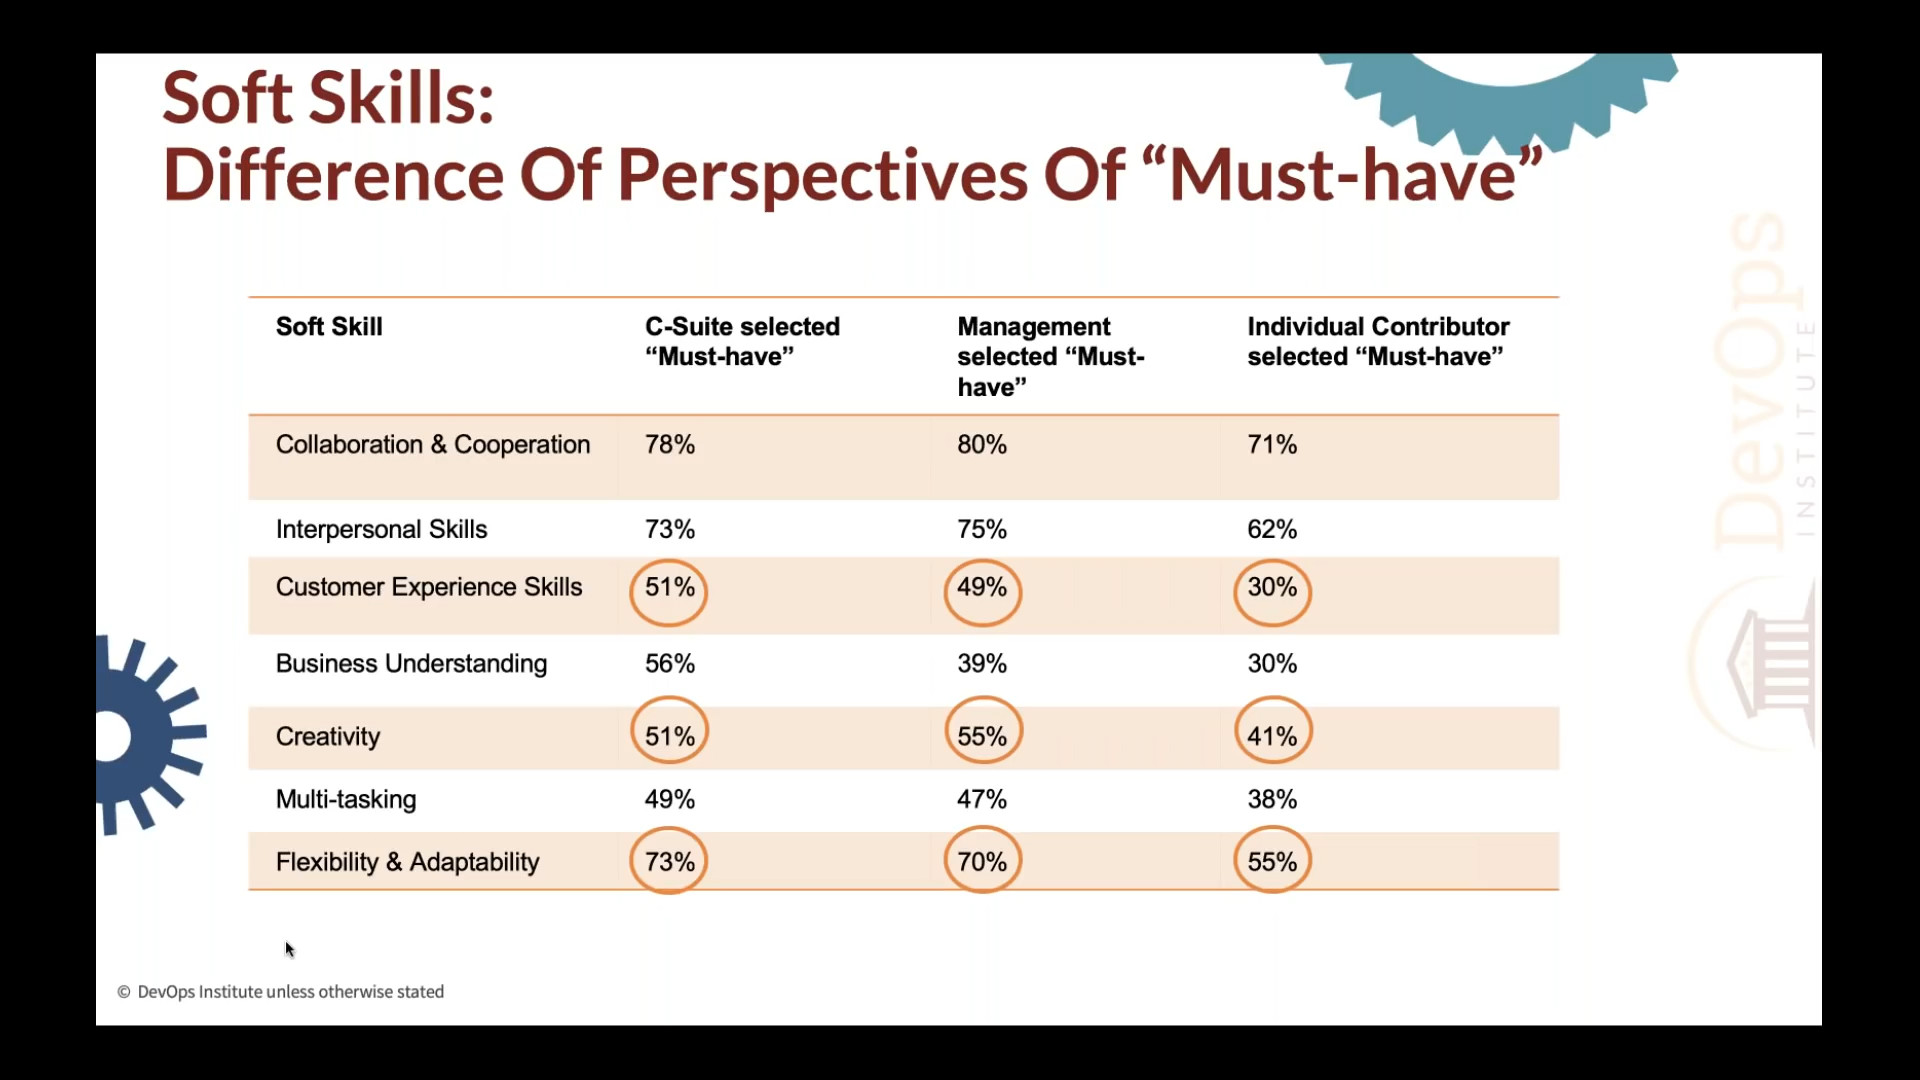 Soft Skills:
Difference Of Perspectives Of “Must-have”
Soft Skill
C-Suite selected
“Must-have”
Management
selected “Must-
have”
Individual Contributor
selected “Must-have”
Collaboration & Cooperation 78% 80% 71%
Interpersonal Skills 73% 75% 62%
Customer Experience Skills 51% 49% 30%
Business Understanding 56% 39% 30%
Creativity 51% 55% 41%
Multi-tasking 49% 47% 38%
Flexibility & Adaptability 73% 70% 55%
© DevOps Institute unless otherwise stated
DevOps
INSTITUTE